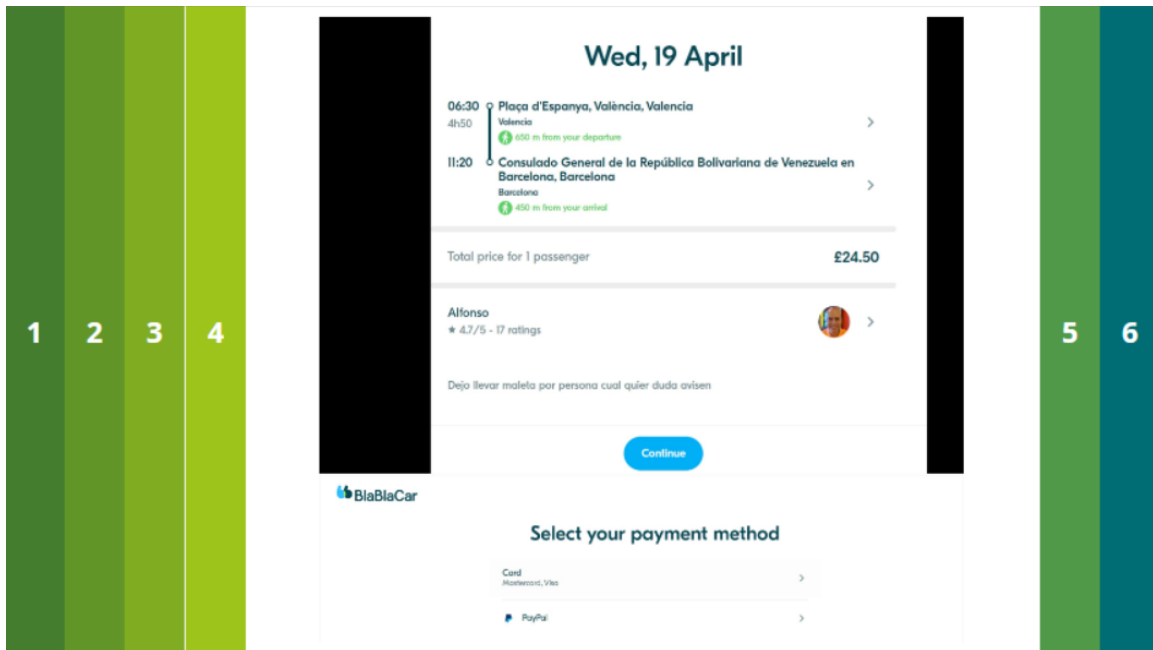 1 2 3 4
Wed, 19 April
06:30 Plaça d'Espanya, València, Valencia
4h50 Valencia
650 m from your departure
11:20 Consulado General de la República Bolivariana de Venezuela en
Barcelona, Barcelona
Barcelona
450 m from your arrival
Total price for 1 passenger £24.50
Alfonso
★ 4.7/5 - 17 ratings
Dejo llevar maleta por persona cual quier duda avisen
Continue
BlaBlaCar
Select your payment method
Card
Mastercard, Visa
PayPal
5 6